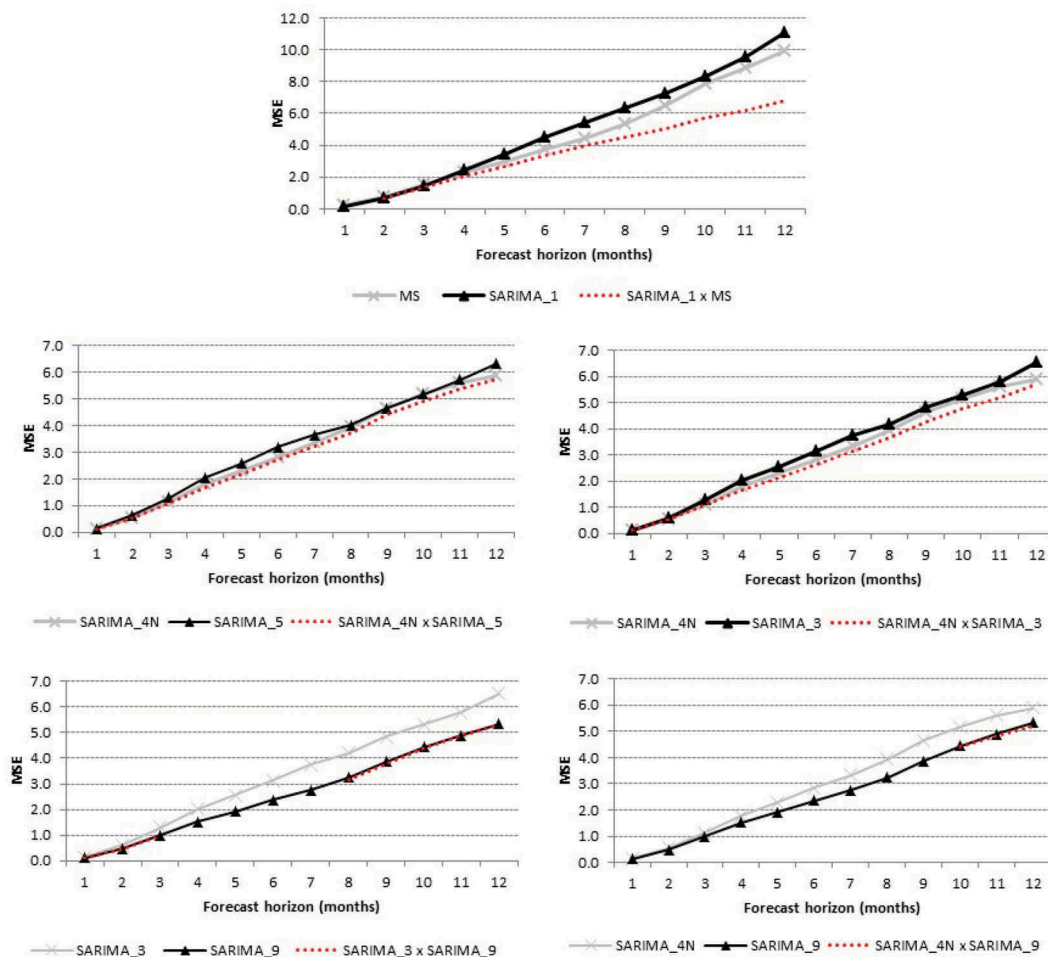 12.0
10.0
8.0
6.0
4.0
2.0
0.0
MSE
1 2 3 4 5 6 7 8 9 10 11 12
Forecast horizon (months)
MS SARIMA_1 SARIMA_1 x MS
7.0
6.0
5.0
4.0
3.0
2.0
1.0
0.0
MSE
1 2 3 4 5 6 7 8 9 10 11 12
Forecast horizon (months)
SARIMA_4N SARIMA_5 SARIMA_4N x SARIMA_5
7.0
6.0
5.0
4.0
3.0
2.0
1.0
0.0
MSE
1 2 3 4 5 6 7 8 9 10 11 12
Forecast horizon (months)
SARIMA_4N SARIMA_3 SARIMA_4N x SARIMA_3
7.0
6.0
5.0
4.0
3.0
2.0
1.0
0.0
MSE
1 2 3 4 5 6 7 8 9 10 11 12
Forecast horizon (months)
SARIMA_3 SARIMA_9 SARIMA_3 x SARIMA_9
7.0
6.0
5.0
4.0
3.0
2.0
1.0
0.0
MSE
1 2 3 4 5 6 7 8 9 10 11 12
Forecast horizon (months)
SARIMA_4N SARIMA_9 SARIMA_4N x SARIMA_9